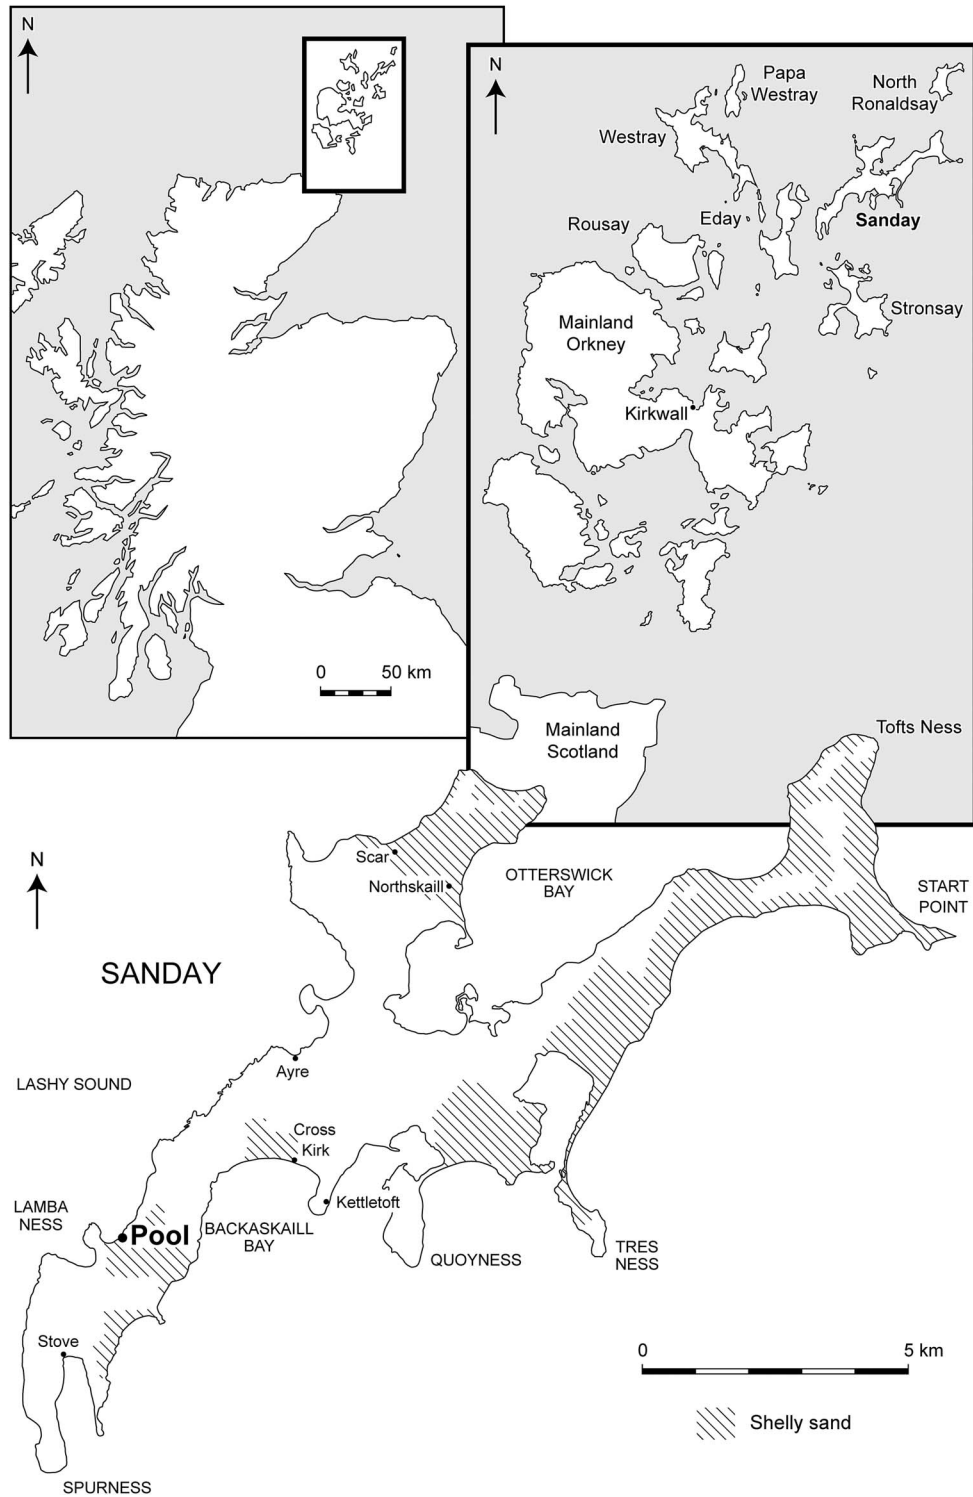 N
0 50 km
N
Papa
Westray
North
Ronaldsay
Westray
Sanday
Eday
Rousay
Stronsay
Mainland
Orkney
Kirkwall
Mainland
Scotland
Tofts Ness
N
Scar
Northskaill
OTTERSWICK
BAY
START
POINT
SANDAY
Ayre
LASHY SOUND
Cross
Kirk
Kettletoft
LAMBA
NESS
Pool
BACKASKAILL
BAY
QUOYNESS
TRES
NESS
Stove
0 5 km
Shelly sand
SPURNESS